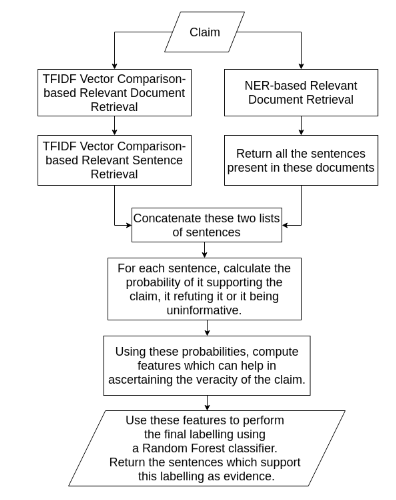 Claim
TFIDF Vector Comparison-
based Relevant Document
Retrieval
NER-based Relevant
Document Retrieval
TFIDF Vector Comparison-
based Relevant Sentence
Retrieval
Return all the sentences
present in these documents
Concatenate these two lists
of sentences
For each sentence, calculate the
probability of it supporting the
claim, it refuting it or it being
uninformative.
Using these probabilities, compute
features which can help in
ascertaining the veracity of the claim.
Use these features to perform
the final labelling using
a Random Forest classifier.
Return the sentences which support
this labelling as evidence.